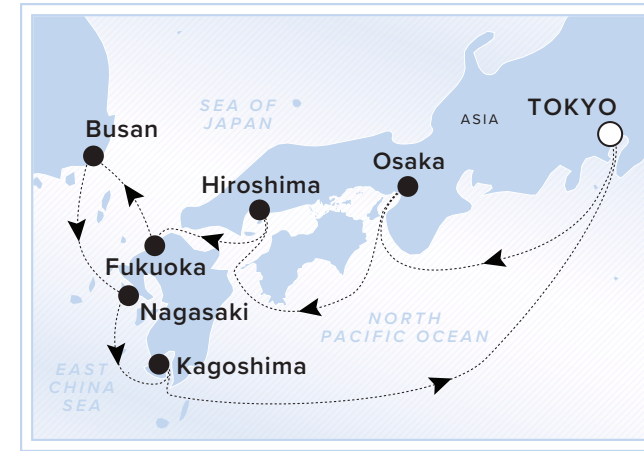 SEA OF
JAPAN
ASIA
TOKYO
Busan
Osaka
Hiroshima
Fukuoka
Nagasaki
NORTH
PACIFIC OCEAN
Kagoshima
EAST
CHINA
SEA